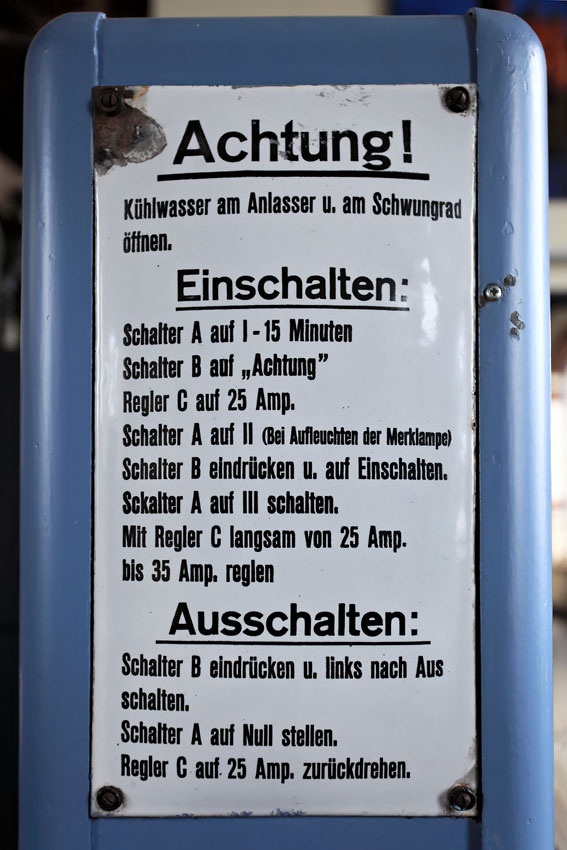 Achtung!
Kühlwasser am Anlasser u. am Schwungrad
öffnen.
Einschalten:
Schalter A auf I - 15 Minuten
Schalter B auf „Achtung”
Regler C auf 25 Amp.
Schalter A auf II (Bei Aufleuchten der Merklampe)
Schalter B eindrücken u. auf Einschalten.
Sckalter A auf III schalten.
Mit Regler C langsam von 25 Amp.
bis 35 Amp. reglen
Ausschalten:
Schalter B eindrücken u. links nach Aus
schalten.
Schalter A auf Null stellen.
Regler C auf 25 Amp. zurückdrehen.